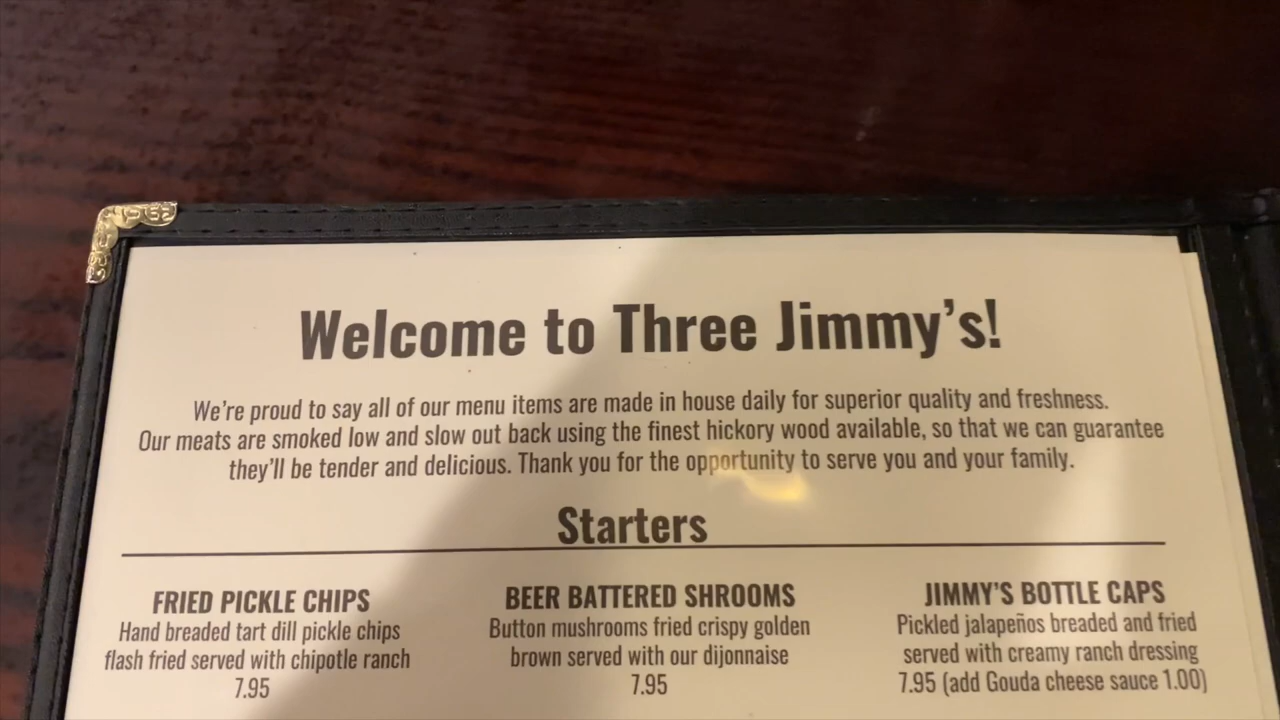 Welcome to Three Jimmy's!
We're proud to say all of our menu items are made in house daily for superior quality and freshness.
Our meats are smoked low and slow out back using the finest hickory wood available, so that we can guarantee
they'll be tender and delicious. Thank you for the opportunity to serve you and your family.
Starters
FRIED PICKLE CHIPS
Hand breaded tart dill pickle chips
flash fried served with chipotle ranch
7.95
BEER BATTERED SHROOMS
Button mushrooms fried crispy golden
brown served with our dijonnaise
7.95
JIMMY'S BOTTLE CAPS
Pickled jalapeños breaded and fried
served with creamy ranch dressing
7.95 (add Gouda cheese sauce 1.00)